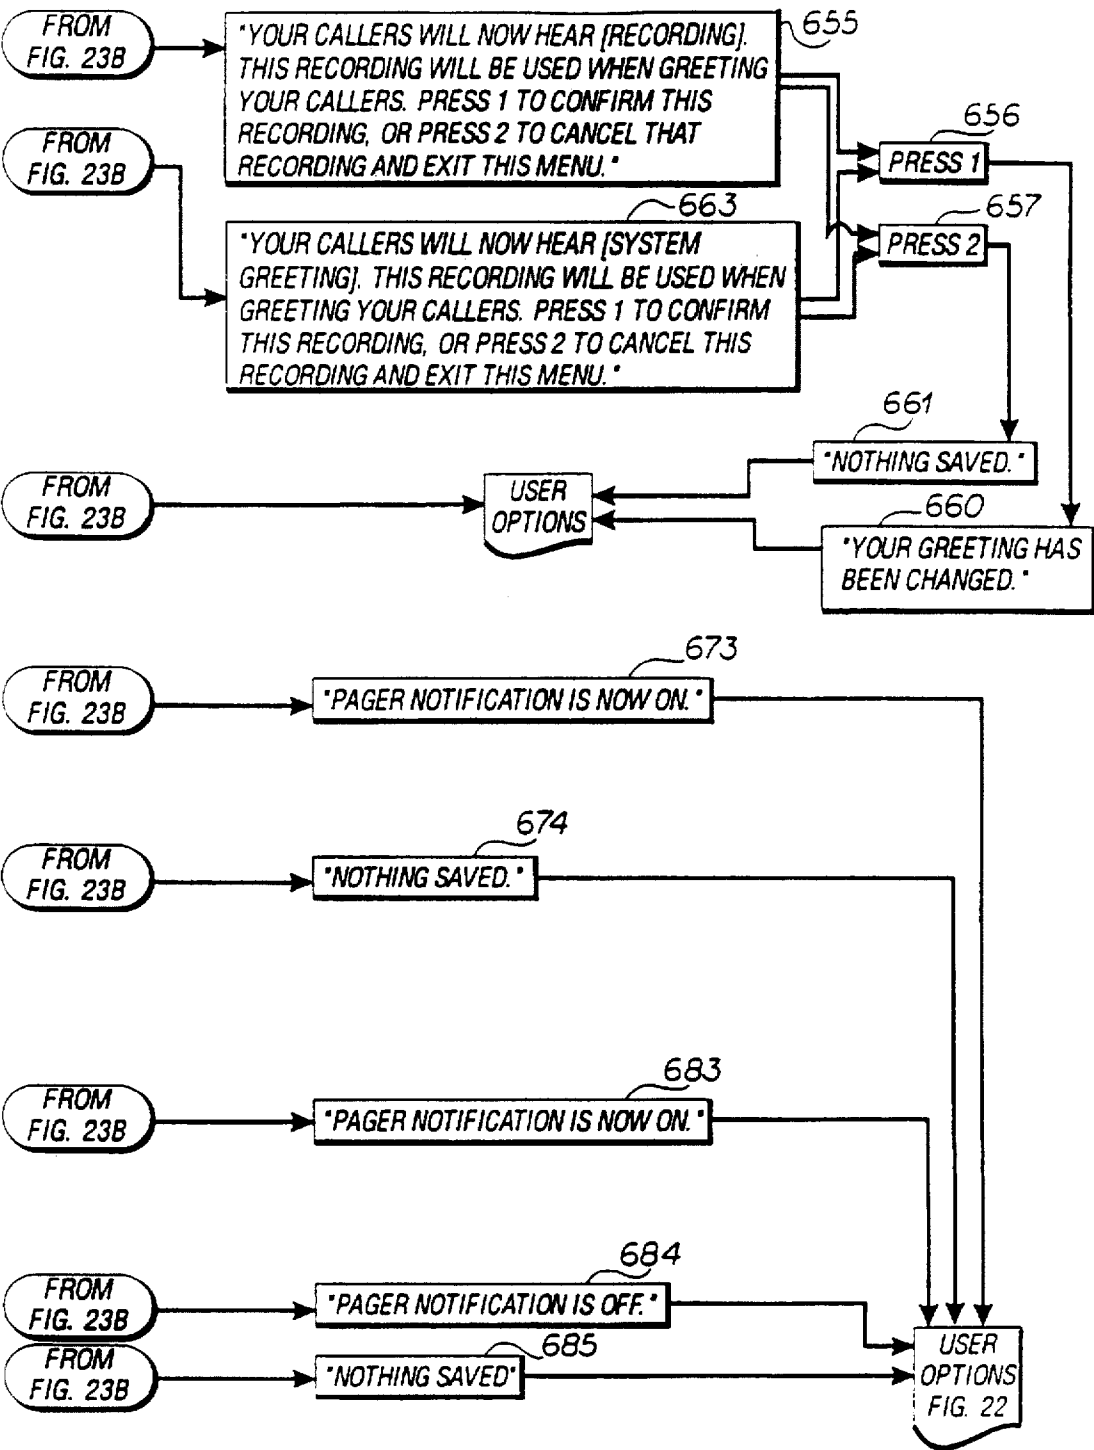 FROM
FIG. 23B
"YOUR CALLERS WILL NOW HEAR [RECORDING].
THIS RECORDING WILL BE USED WHEN GREETING
YOUR CALLERS. PRESS 1 TO CONFIRM THIS
RECORDING, OR PRESS 2 TO CANCEL THAT
RECORDING AND EXIT THIS MENU."
655
FROM
FIG. 23B
656
PRESS 1
663
"YOUR CALLERS WILL NOW HEAR [SYSTEM
GREETING]. THIS RECORDING WILL BE USED WHEN
GREETING YOUR CALLERS. PRESS 1 TO CONFIRM
THIS RECORDING, OR PRESS 2 TO CANCEL THIS
RECORDING AND EXIT THIS MENU."
657
PRESS 2
661
"NOTHING SAVED."
FROM
FIG. 23B
USER
OPTIONS
660
"YOUR GREETING HAS
BEEN CHANGED."
673
FROM
FIG. 23B
"PAGER NOTIFICATION IS NOW ON."
674
FROM
FIG. 23B
"NOTHING SAVED."
683
FROM
FIG. 23B
"PAGER NOTIFICATION IS NOW ON."
684
FROM
FIG. 23B
"PAGER NOTIFICATION IS OFF."
685
FROM
FIG. 23B
"NOTHING SAVED"
USER
OPTIONS
FIG. 22